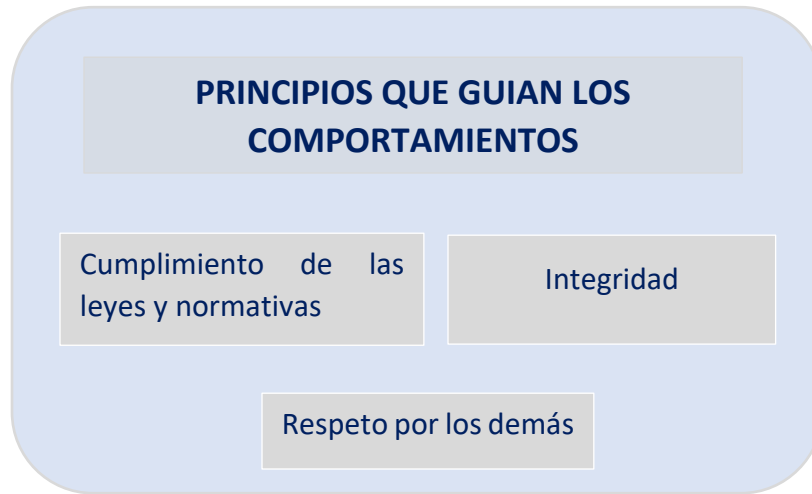 PRINCIPIOS QUE GUIAN LOS
COMPORTAMIENTOS
Cumplimiento de las
leyes y normativas
Integridad
Respeto por los demás